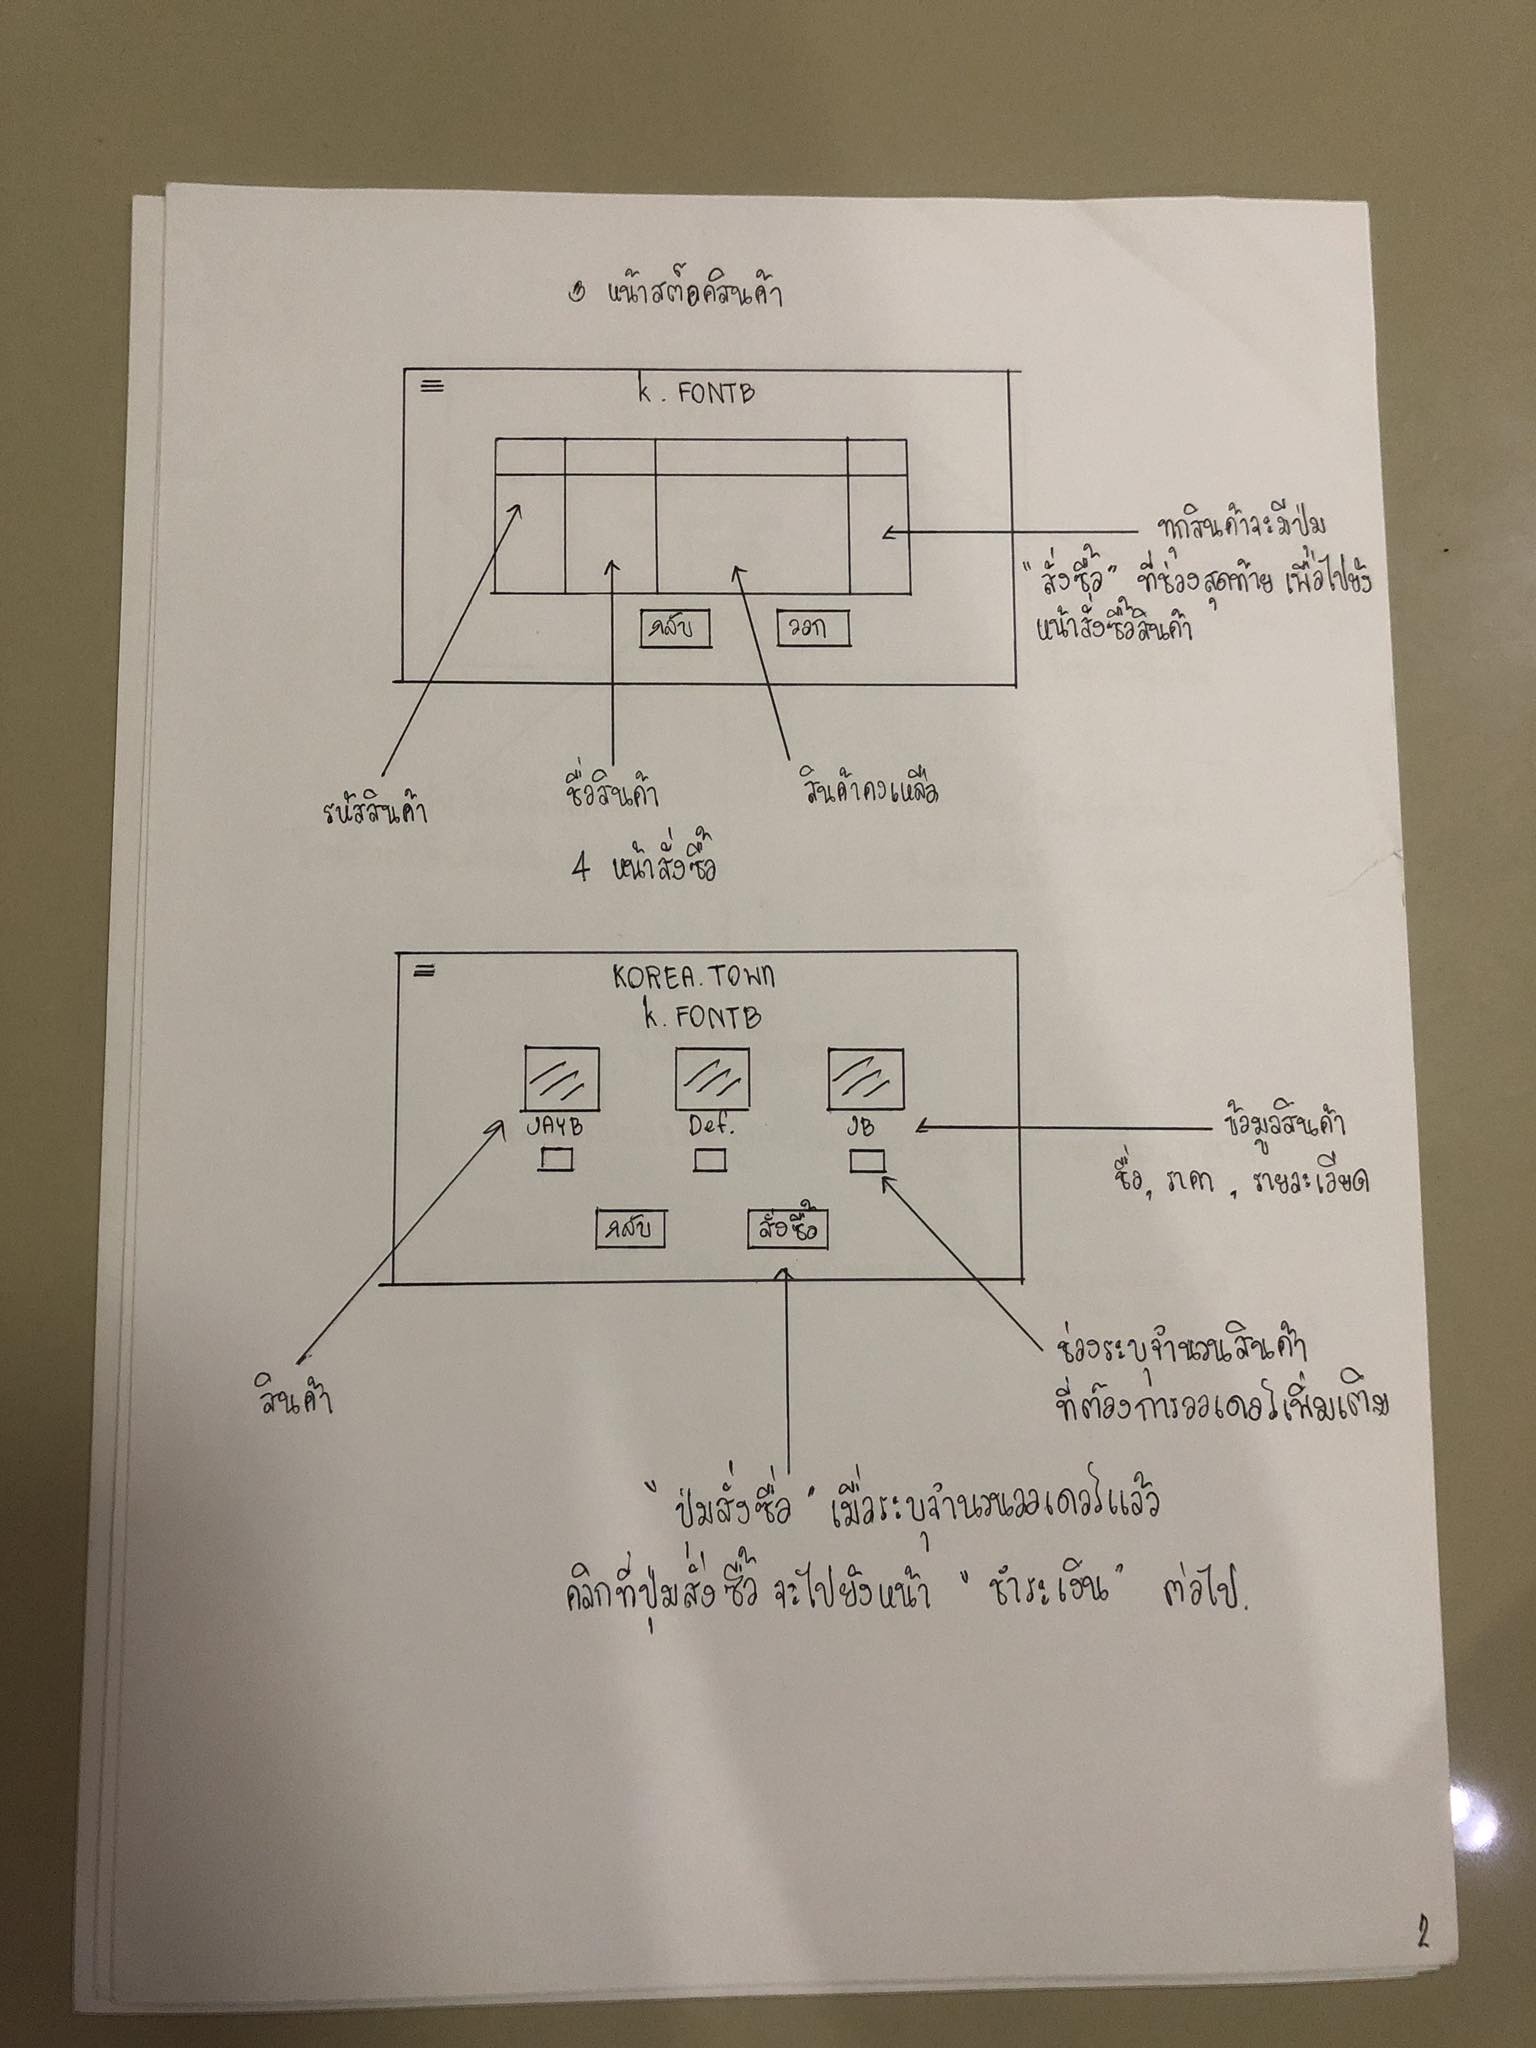 3 หน้าสต๊อคสินค้า
K. FONTB
ทุกสินค้าจะมีปุ่ม
"สั่งซื้อ" ที่ช่องสุดท้าย เพื่อไปยัง
หน้าสั่งซื้อสินค้า
กลับ ออก
รหัสสินค้า ชื่อสินค้า สินค้าคงเหลือ
4 หน้าสั่งซื้อ
KOREA.TOWN
K. FONTB
JAYB Def. JB
ข้อมูลสินค้า
ชื่อ, ราคา, รายละเอียด
กลับ สั่งซื้อ
สินค้า
ช่องระบุจำนวนสินค้า
ที่ต้องการออเดอร์เพิ่มเติม
"ปุ่มสั่งซื่อ" เมื่อระบุจำนวนออเดอร์แล้ว
คลิกที่ปุ่มสั่งซื้อ จะไปยังหน้า "ชำระเงิน" ต่อไป.
2